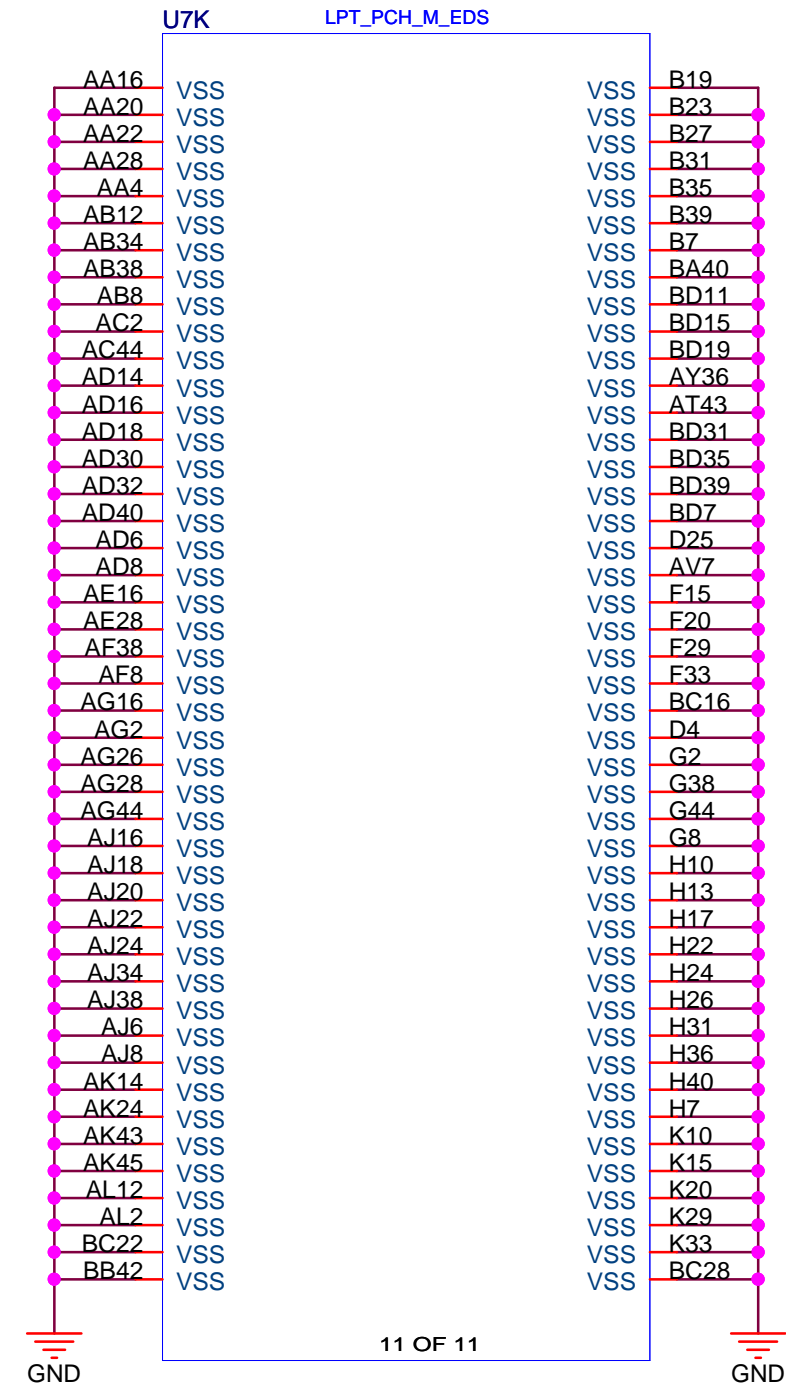 U7K LPT_PCH_M_EDS
AA16 VSS VSS B19
AA20 VSS VSS B23
AA22 VSS VSS B27
AA28 VSS VSS B31
AA4 VSS VSS B35
AB12 VSS VSS B39
AB34 VSS VSS B7
AB38 VSS VSS BA40
AB8 VSS VSS BD11
AC2 VSS VSS BD15
AC44 VSS VSS BD19
AD14 VSS VSS AY36
AD16 VSS VSS AT43
AD18 VSS VSS BD31
AD30 VSS VSS BD35
AD32 VSS VSS BD39
AD40 VSS VSS BD7
AD6 VSS VSS D25
AD8 VSS VSS AV7
AE16 VSS VSS F15
AE28 VSS VSS F20
AF38 VSS VSS F29
AF8 VSS VSS F33
AG16 VSS VSS BC16
AG2 VSS VSS D4
AG26 VSS VSS G2
AG28 VSS VSS G38
AG44 VSS VSS G44
AJ16 VSS VSS G8
AJ18 VSS VSS H10
AJ20 VSS VSS H13
AJ22 VSS VSS H17
AJ24 VSS VSS H22
AJ34 VSS VSS H24
AJ38 VSS VSS H26
AJ6 VSS VSS H31
AJ8 VSS VSS H36
AK14 VSS VSS H40
AK24 VSS VSS H7
AK43 VSS VSS K10
AK45 VSS VSS K15
AL12 VSS VSS K20
AL2 VSS VSS K29
BC22 VSS VSS K33
BB42 VSS VSS BC28
11 OF 11
GND GND